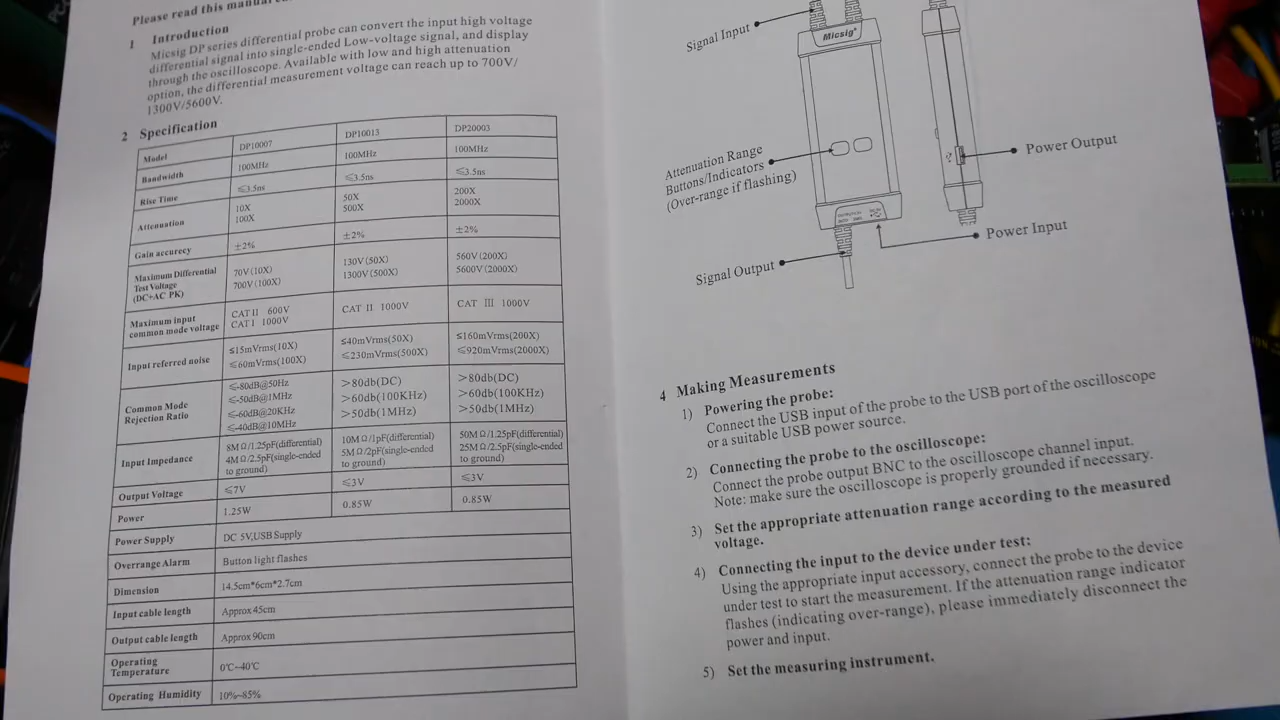 Please read this manual
1 Introduction
Micsig DP series differential probe can convert the input high voltage
differential signal into single-ended Low-voltage signal, and display
through the oscilloscope. Available with low and high attenuation
option, the differential measurement voltage can reach up to 700V/
1300V/5600V.
2 Specification
Model DP10007 DP10013 DP20003
Bandwidth 100MHz 100MHz 100MHz
Rise Time ≤3.5ns ≤3.5ns ≤3.5ns
Attenuation 10X 50X 200X
100X 500X 2000X
Gain accurecy ±2% ±2% ±2%
Maximum Differential
Test Voltage
(DC+AC PK)
70V(10X) 130V(50X) 560V(200X)
700V(100X) 1300V(500X) 5600V(2000X)
Maximum input
common mode voltage
CAT II 600V CAT II 1000V CAT III 1000V
CAT I 1000V
Input referred noise
≤15mVrms(10X) ≤40mVrms(50X) ≤160mVrms(200X)
≤60mVrms(100X) ≤230mVrms(500X) ≤920mVrms(2000X)
Common Mode
Rejection Ratio
≤-80dB@50Hz >80db(DC) >80db(DC)
≤-50dB@1MHz >60db(100KHz) >60db(100KHz)
≤-60dB@20KHz >50db(1MHz) >50db(1MHz)
≤-40dB@10MHz
Input Impedance
8MΩ/1.25pF(differential) 10MΩ/1pF(differential) 50MΩ/1.25pF(differential)
4MΩ/2.5pF(single-ended 5MΩ/2pF(single-ended 25MΩ/2.5pF(single-ended
to ground) to ground) to ground)
Output Voltage ≤7V ≤3V ≤3V
Power 1.25W 0.85W 0.85W
Power Supply DC 5V,USB Supply
Overrange Alarm Button light flashes
Dimension 14.5cm*6cm*2.7cm
Input cable length Approx 45cm
Output cable length Approx 90cm
Operating
Temperature
0℃~40℃
Operating Humidity 10%~85%
Signal Input
Micsig
Attenuation Range
Buttons/Indicators
(Over-range if flashing)
Power Output
Power Input
Signal Output
4 Making Measurements
1) Powering the probe:
Connect the USB input of the probe to the USB port of the oscilloscope
or a suitable USB power source.
2) Connecting the probe to the oscilloscope:
Connect the probe output BNC to the oscilloscope channel input.
Note: make sure the oscilloscope is properly grounded if necessary.
3) Set the appropriate attenuation range according to the measured
voltage.
4) Connecting the input to the device under test:
Using the appropriate input accessory, connect the probe to the device
under test to start the measurement. If the attenuation range indicator
flashes (indicating over-range), please immediately disconnect the
power and input.
5) Set the measuring instrument.